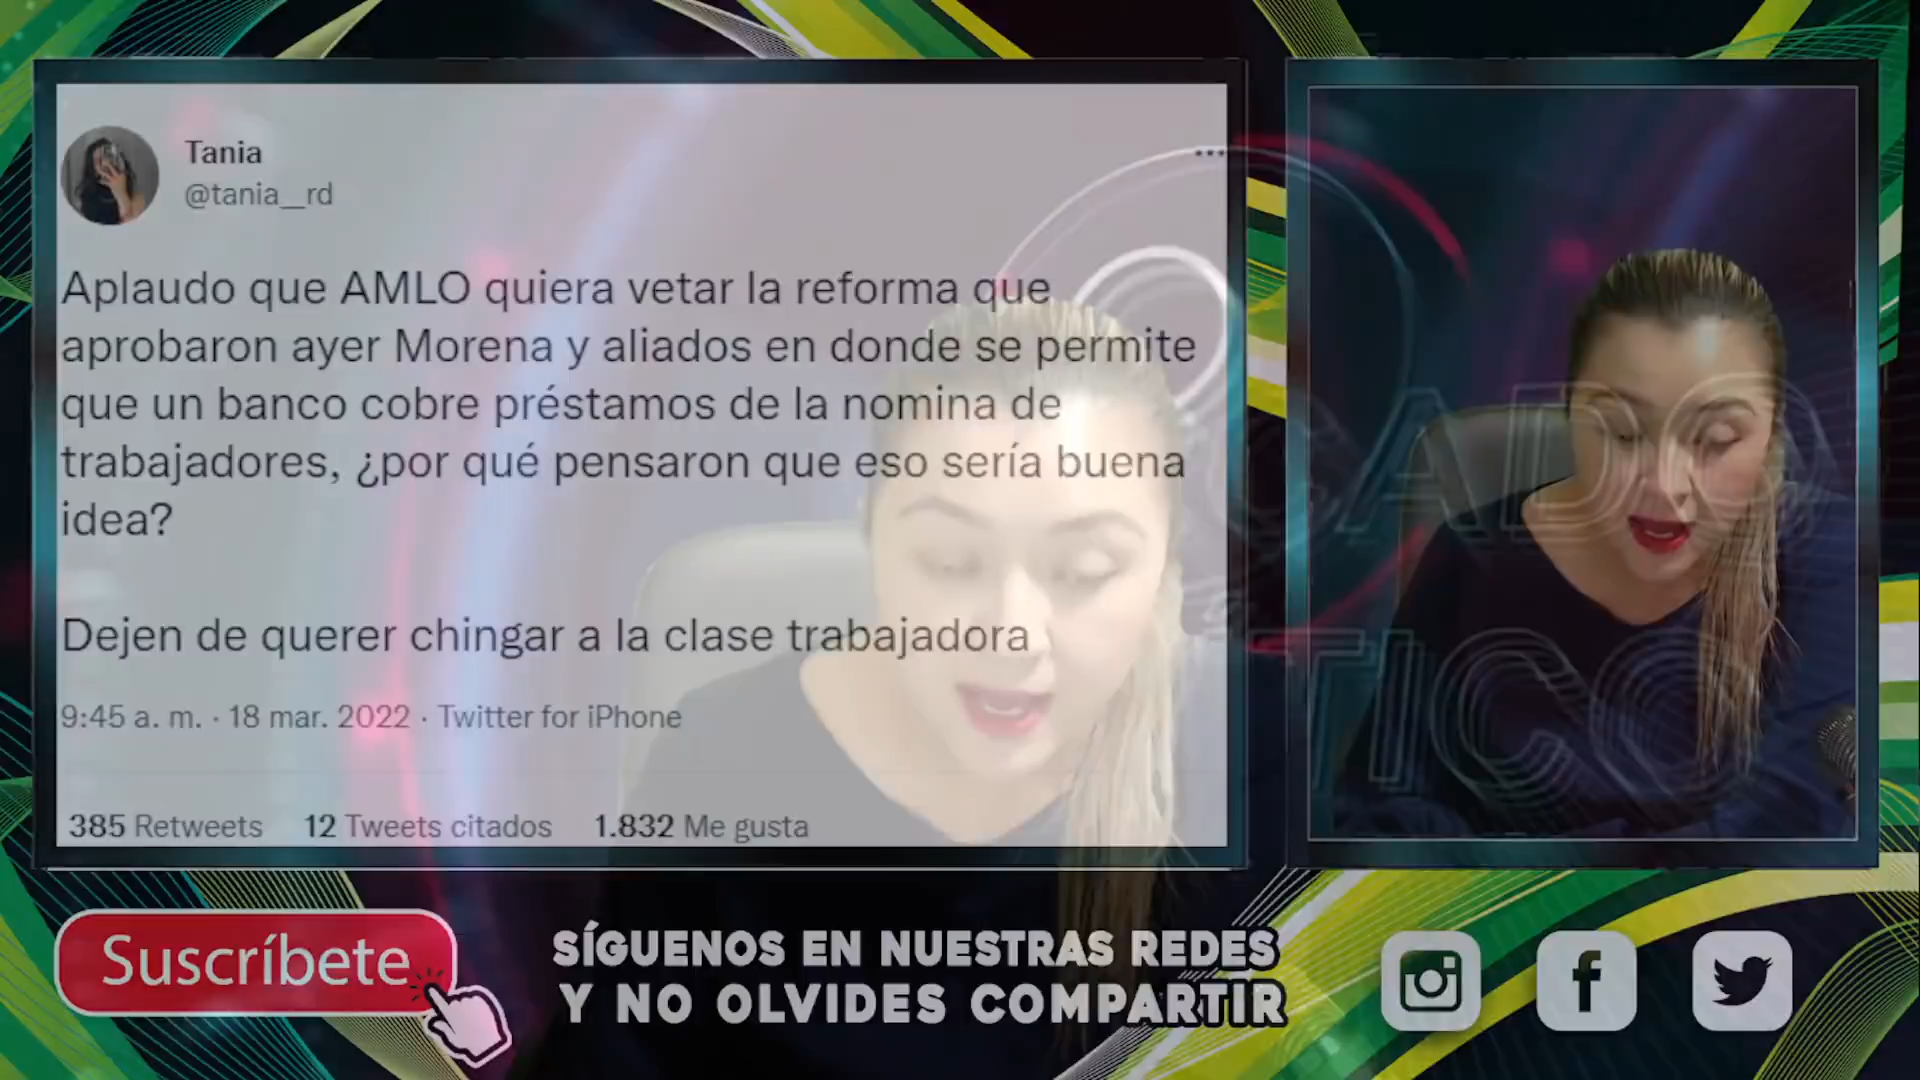 Tania
@tania__rd
Aplaudo que AMLO quiera vetar la reforma que
aprobaron ayer Morena y aliados en donde se permite
que un banco cobre préstamos de la nomina de
trabajadores, ¿por qué pensaron que eso sería buena
idea?
Dejen de querer chingar a la clase trabajadora
9:45 a. m. · 18 mar. 2022 · Twitter for iPhone
385 Retweets 12 Tweets citados 1.832 Me gusta
Suscríbete
SÍGUENOS EN NUESTRAS REDES
Y NO OLVIDES COMPARTIR